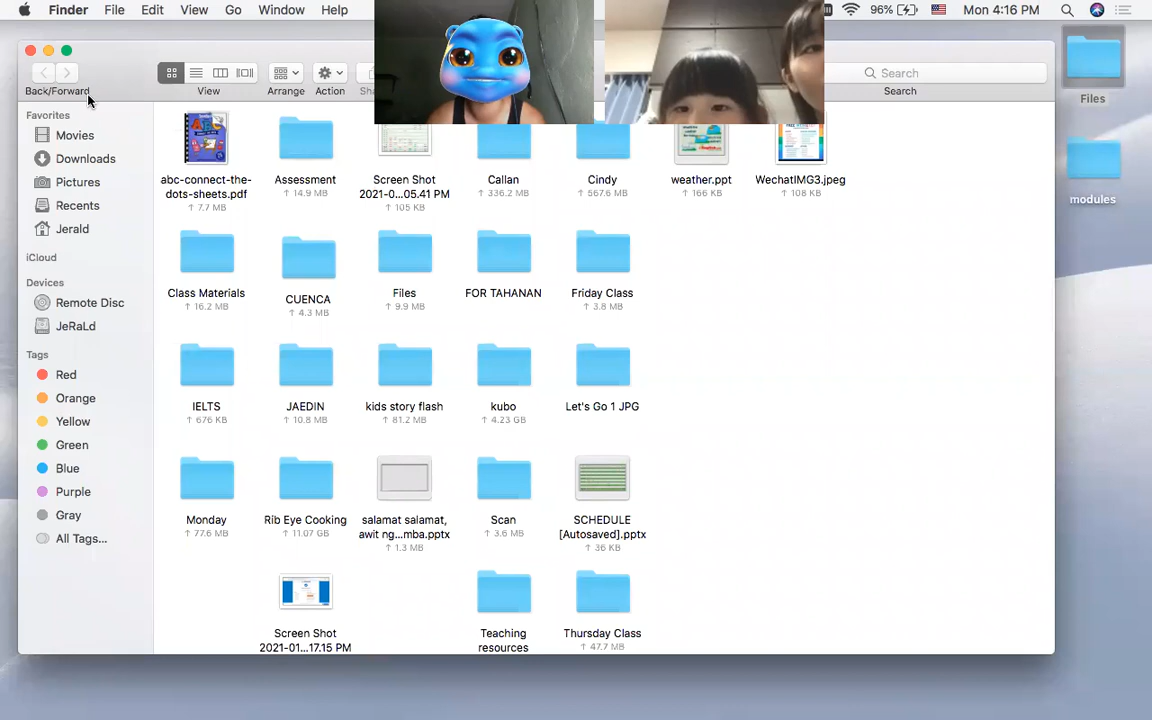 Finder File Edit View Go Window Help
96% Mon 4:16 PM
Back/Forward
View
Arrange
Action
Search
Search
Favorites
Movies
Downloads
Pictures
Recents
Jerald
iCloud
Devices
Remote Disc
JeRaLd
Tags
Red
Orange
Yellow
Green
Blue
Purple
Gray
All Tags...
abc-connect-the-
dots-sheets.pdf
↑ 7.7 MB
Assessment
↑ 14.9 MB
Screen Shot
2021-0...05.41 PM
↑ 105 KB
Callan
↑ 336.2 MB
Cindy
↑ 567.6 MB
weather.ppt
↑ 166 KB
WechatIMG3.jpeg
↑ 108 KB
Class Materials
↑ 16.2 MB
CUENCA
↑ 4.3 MB
Files
↑ 9.9 MB
FOR TAHANAN
Friday Class
↑ 3.8 MB
IELTS
↑ 676 KB
JAEDIN
↑ 10.8 MB
kids story flash
↑ 81.2 MB
kubo
↑ 4.23 GB
Let's Go 1 JPG
Monday
↑ 77.6 MB
Rib Eye Cooking
↑ 11.07 GB
salamat salamat,
awit ng...mba.pptx
↑ 1.3 MB
Scan
↑ 3.6 MB
SCHEDULE
[Autosaved].pptx
↑ 36 KB
Screen Shot
2021-01...17.15 PM
Teaching
resources
Thursday Class
↑ 47.7 MB
Files
modules